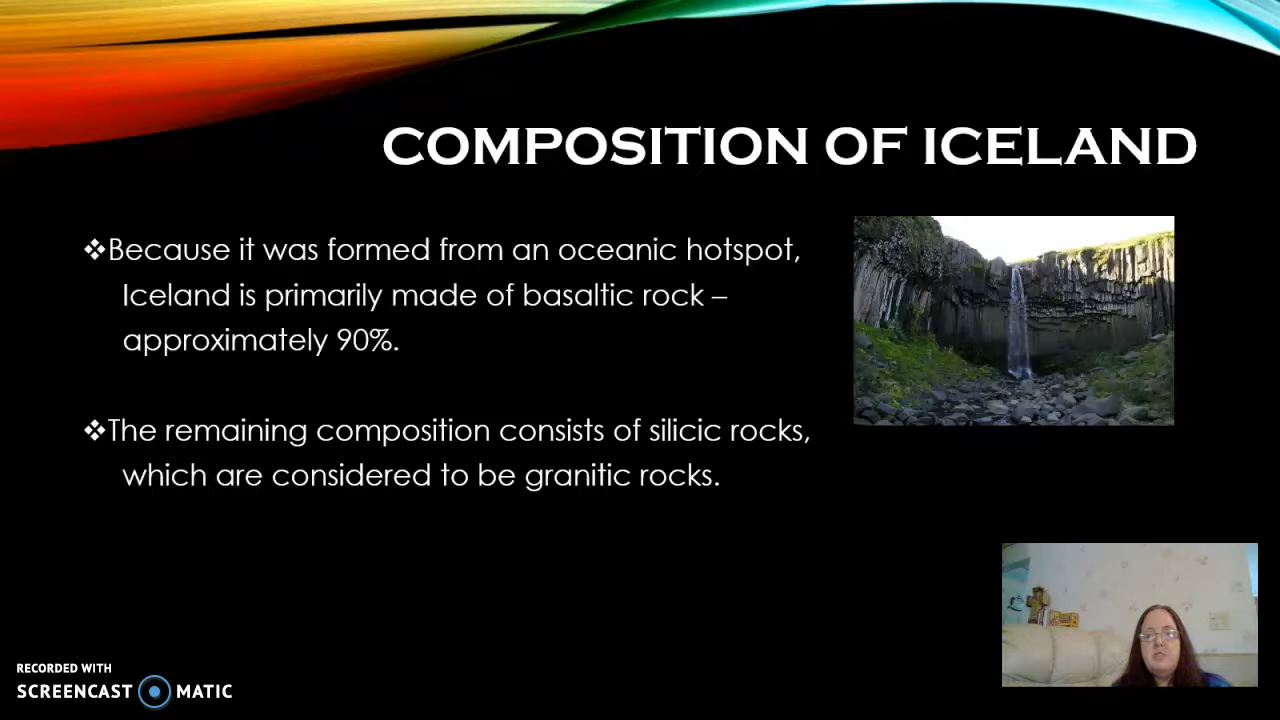 COMPOSITION OF ICELAND
❖Because it was formed from an oceanic hotspot,
Iceland is primarily made of basaltic rock –
approximately 90%.
❖The remaining composition consists of silicic rocks,
which are considered to be granitic rocks.
RECORDED WITH
SCREENCAST MATIC